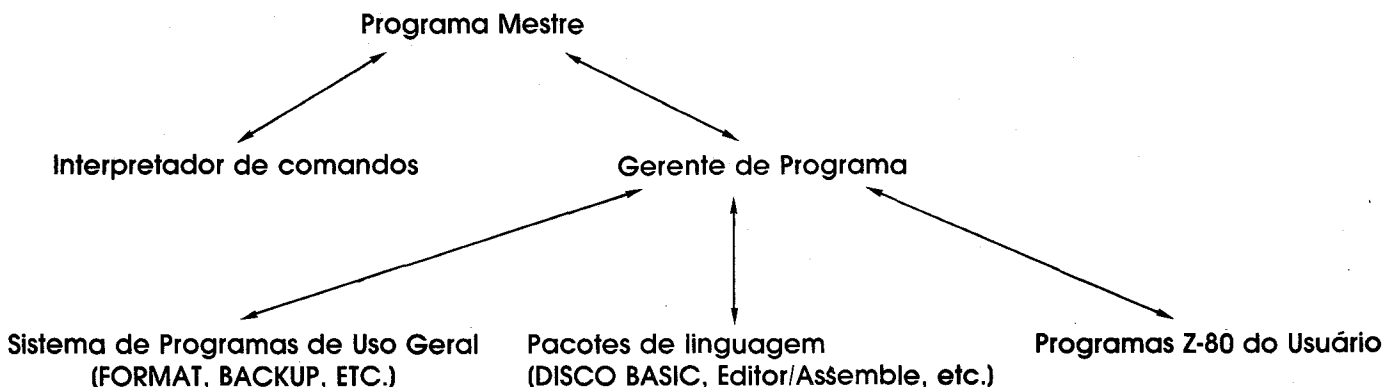 Programa Mestre
Interpretador de comandos
Gerente de Programa
Sistema de Programas de Uso Geral
(FORMAT, BACKUP, ETC.)
Pacotes de linguagem
(DISCO BASIC, Editor/Assemble, etc.)
Programas Z-80 do Usuário